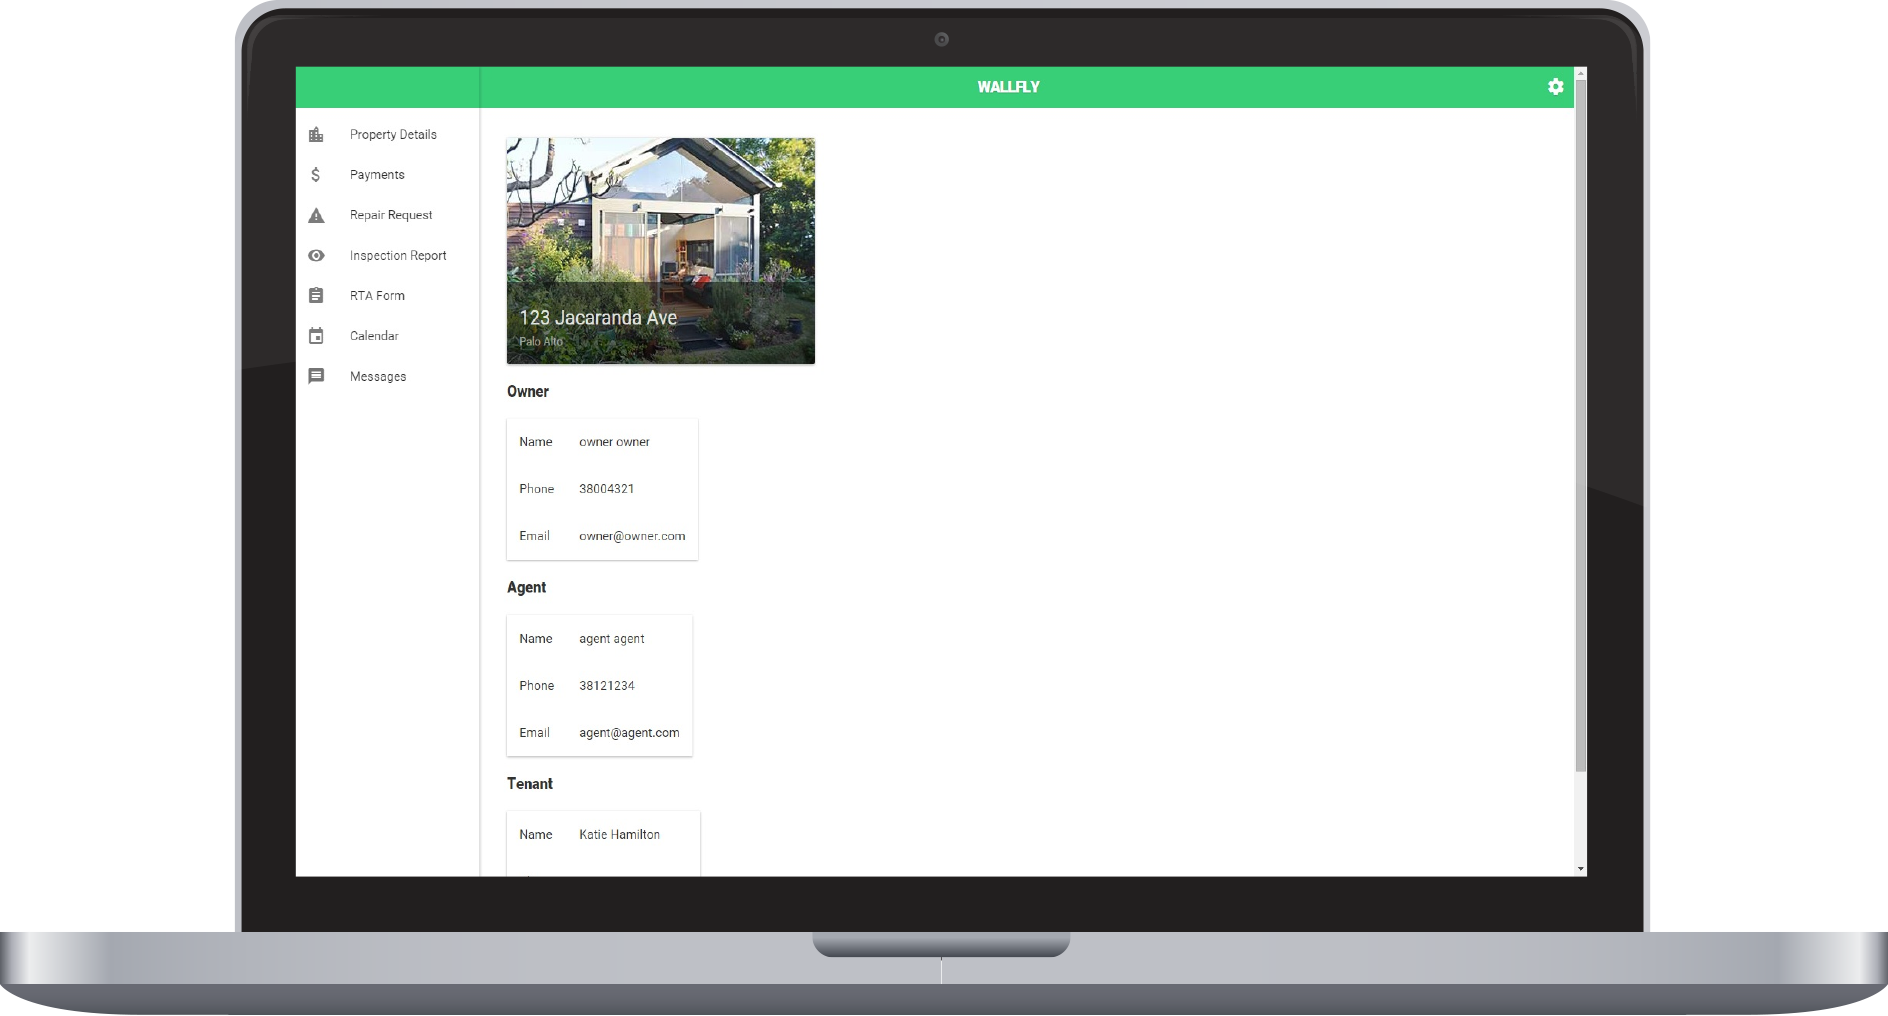 WALLFLY
Property Details
Payments
Repair Request
Inspection Report
RTA Form
Calendar
Messages
123 Jacaranda Ave
Palo Alto
Owner
Name owner owner
Phone 38004321
Email owner@owner.com
Agent
Name agent agent
Phone 38121234
Email agent@agent.com
Tenant
Name Katie Hamilton